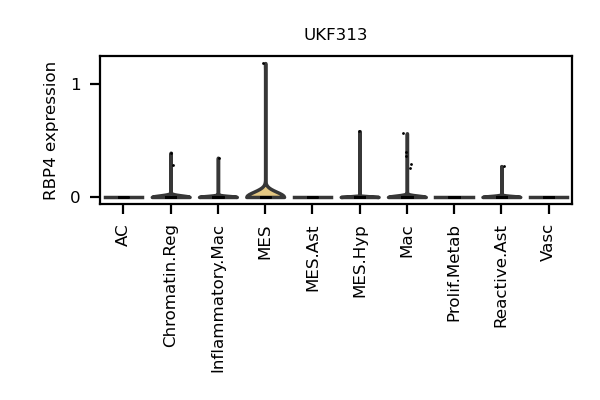 UKF313
RBP4 expression
1
0
AC
Chromatin.Reg
Inflammatory.Mac
MES
MES.Ast
MES.Hyp
Mac
Prolif.Metab
Reactive.Ast
Vasc